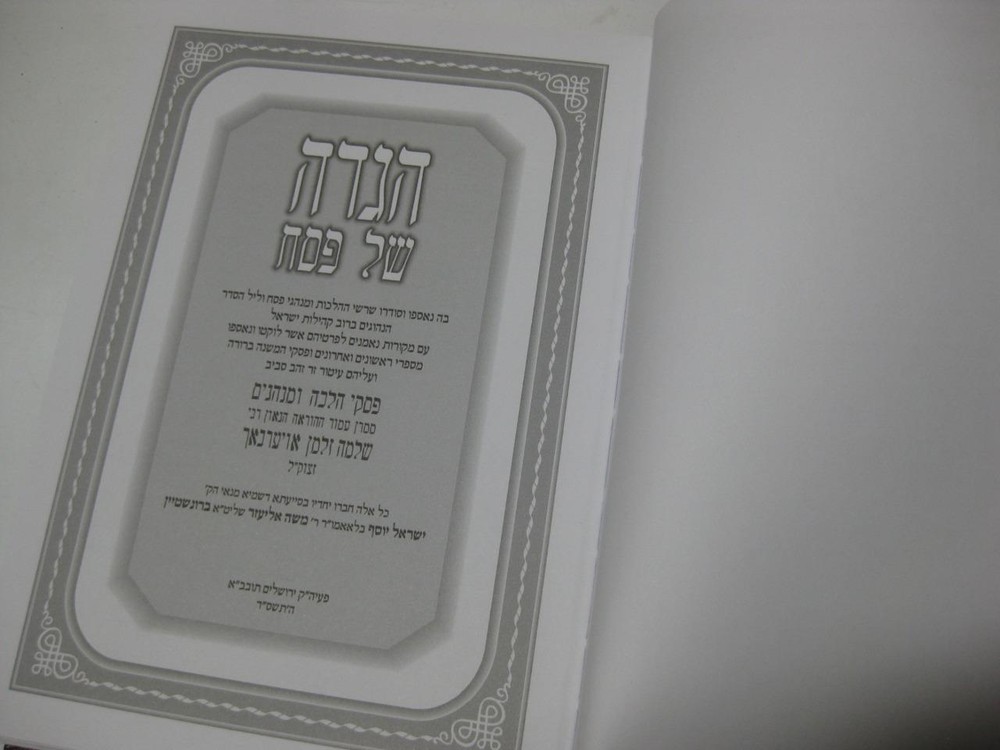 הגדה
של פסח
בה נאספו וסודרו שרשי ההלכות ומנהגי פסח וליל הסדר
הנהוגים ברוב קהילות ישראל
עם מקורות נאמנים לפרטיהם אשר לוקטו ונאספו
מספרי ראשונים ואחרונים ופסקי המשנה ברורה
ועליהם עיטור זר זהב סביב
פסקי הלכה ומנהגים
ממרן עמוד ההוראה הגאון רבי
שלמה זלמן אויערבאך
זצוק״ל
כל אלה חברו יחדיו בסייעתא דשמיא מנאי הק׳
ישראל יוסף בלאאמו״ר ר׳ משה אליעזר שליט״א ברונשטיין
פעיה״ק ירושלים תובב״א
ה׳תשס״ד